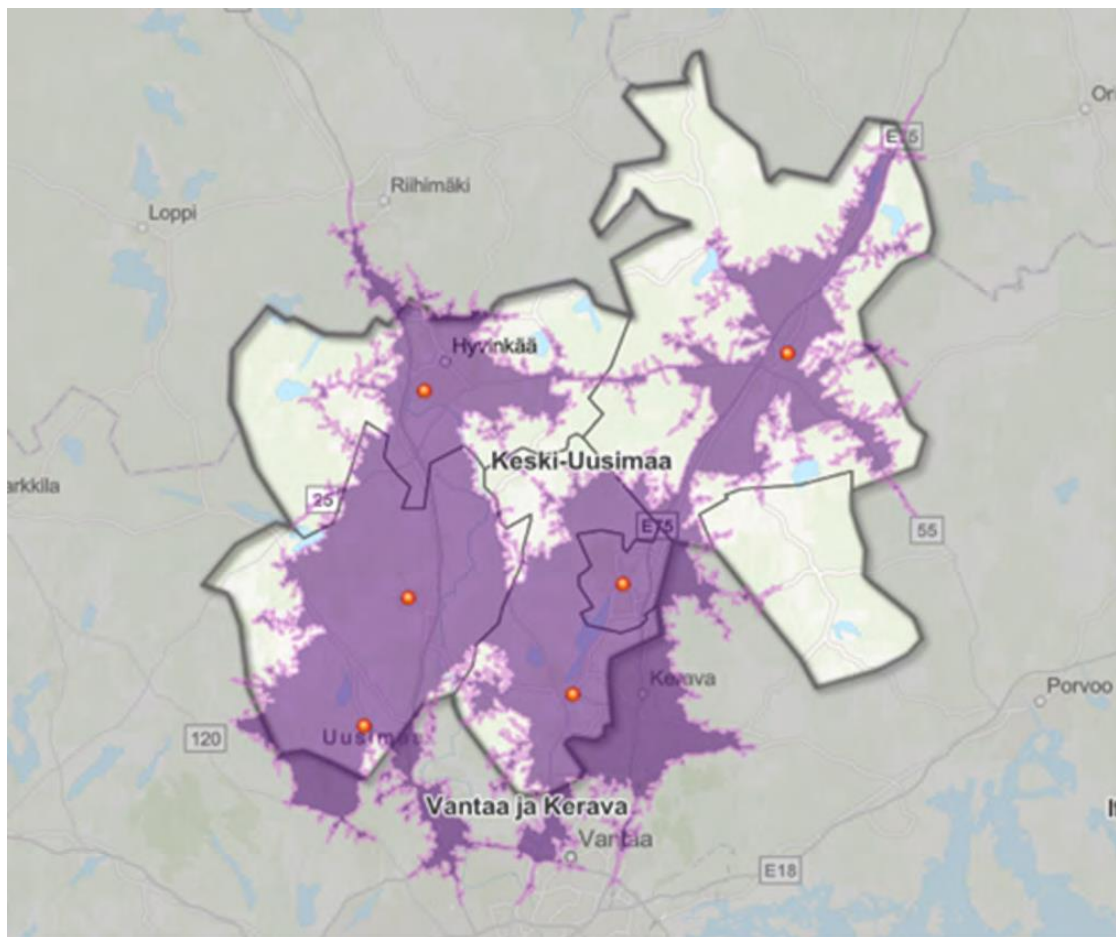 E75
Riihimäki
Loppi
Hyvinkää
Keski-Uusimaa
arkkila
25
E75
55
Kerava
Porvoo
120
Uusimaa
Vantaa ja Kerava
Vantaa
E18